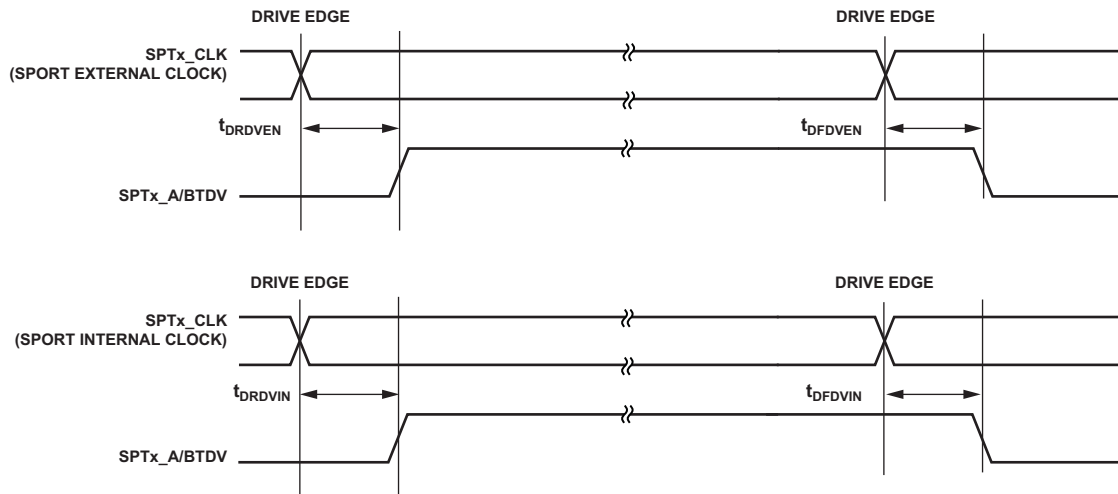 DRIVE EDGE DRIVE EDGE
SPTx_CLK
(SPORT EXTERNAL CLOCK)
tDRDVEN tDFDVEN
SPTx_A/BTDV
DRIVE EDGE DRIVE EDGE
SPTx_CLK
(SPORT INTERNAL CLOCK)
tDRDVIN tDFDVIN
SPTx_A/BTDV